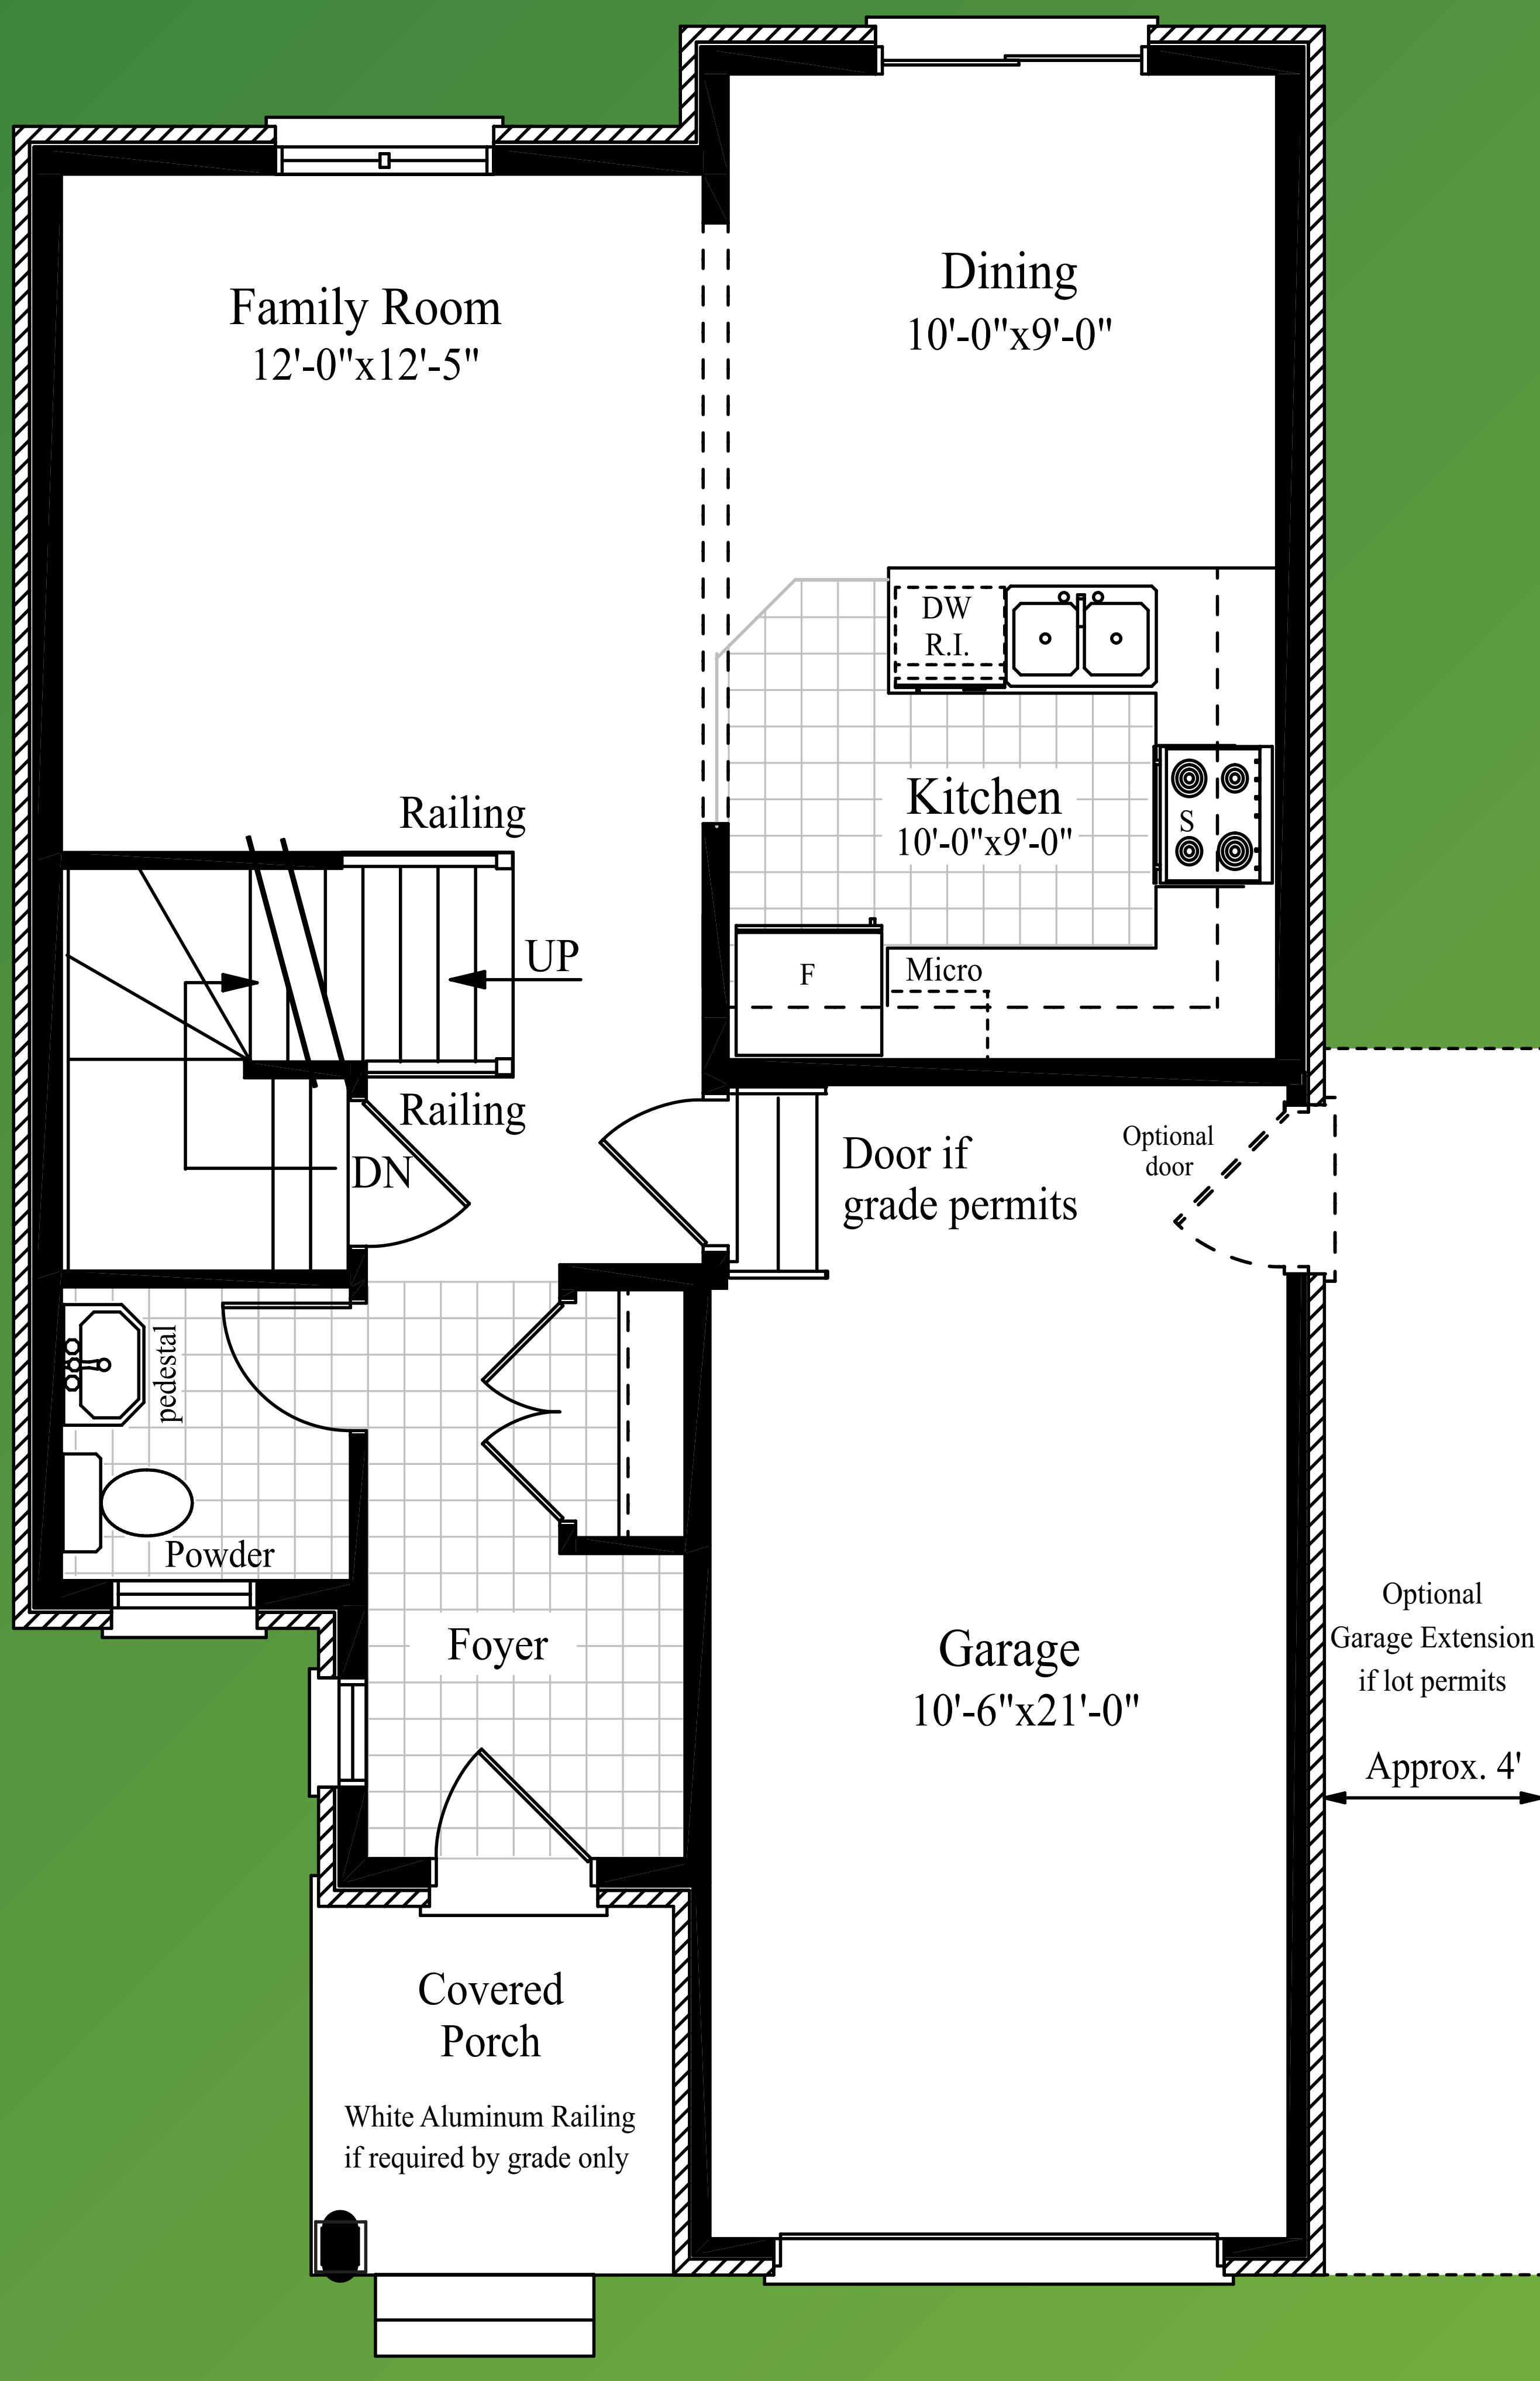 Family Room
12'-0"x12'-5"
Dining
10'-0"x9'-0"
DW
R.I.
Kitchen
10'-0"x9'-0"
S
F
Micro
Railing
UP
Railing
DN
Door if
grade permits
Optional
door
pedestal
Powder
Foyer
Garage
10'-6"x21'-0"
Optional
Garage Extension
if lot permits
Approx. 4'
Covered
Porch
White Aluminum Railing
if required by grade only